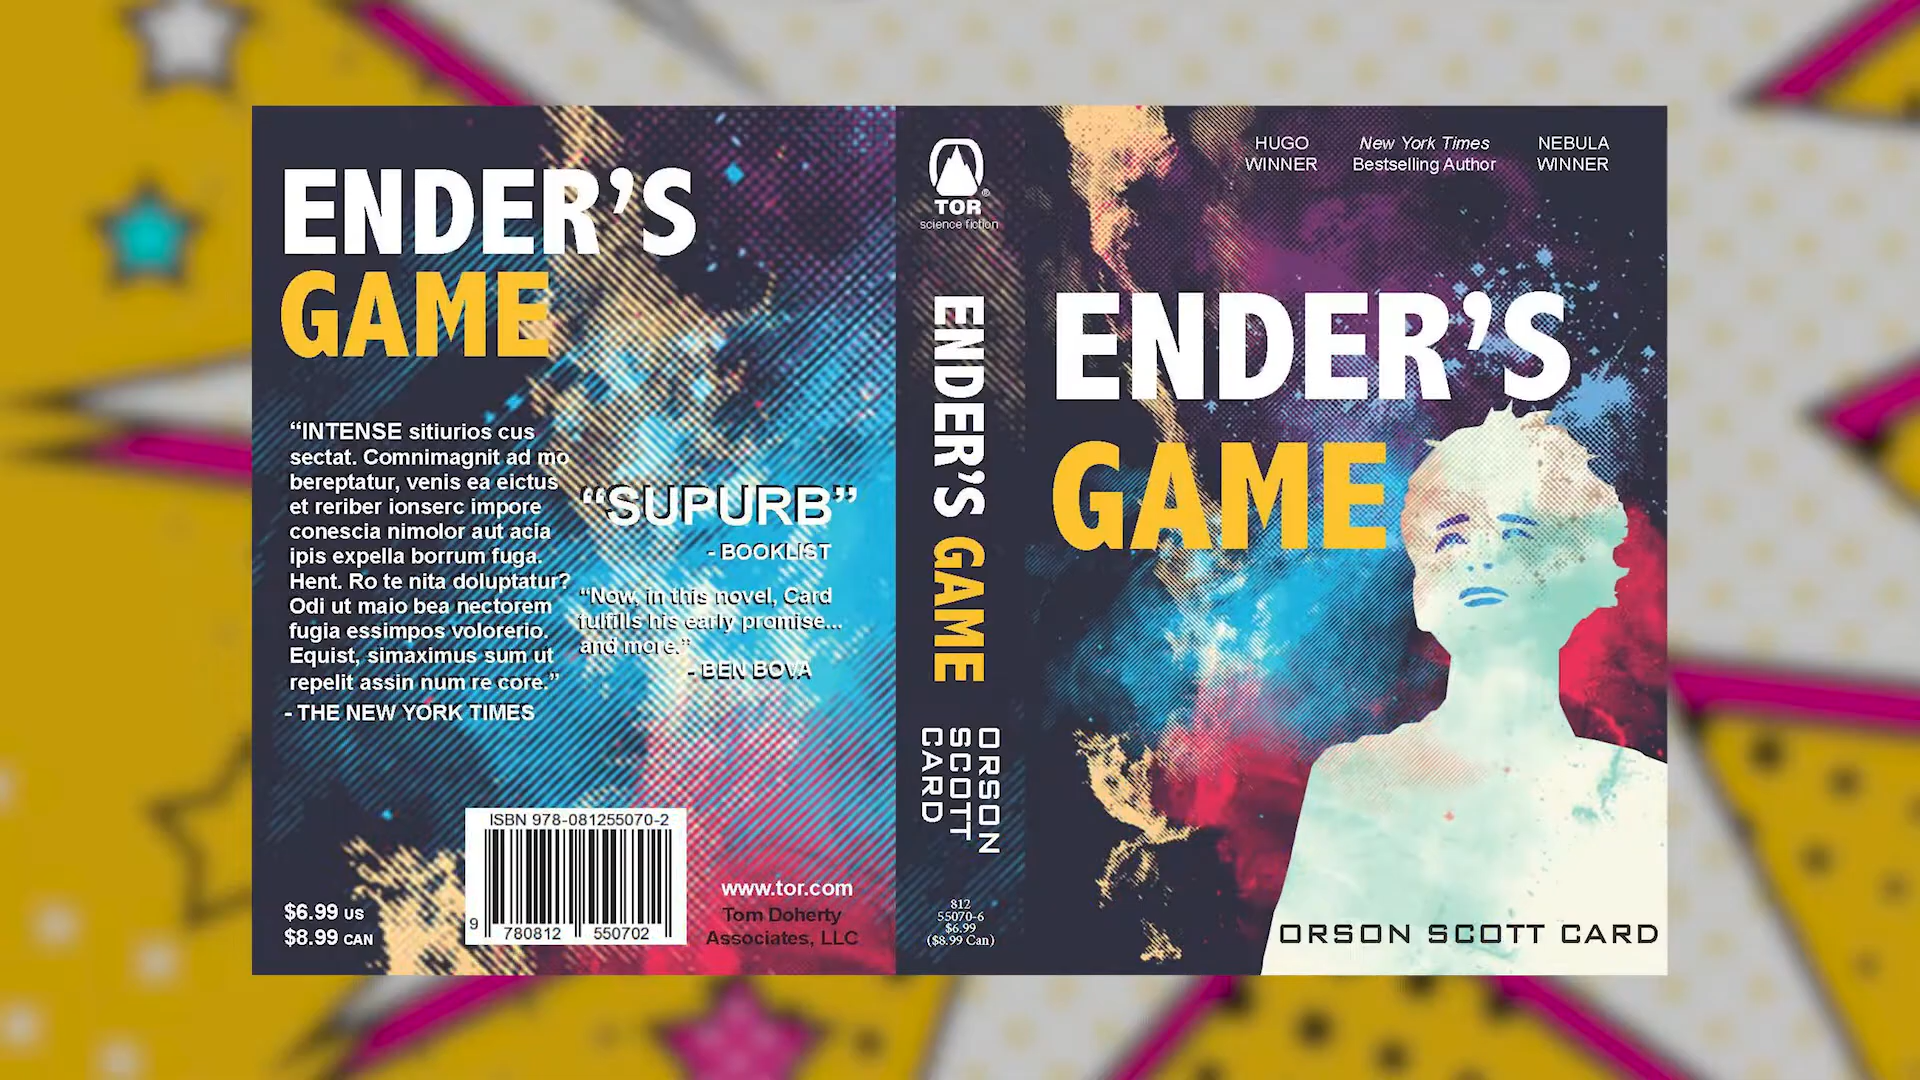 ENDER’S
GAME
“INTENSE sitiurios cus
sectat. Comnimagnit ad mo
bereptatur, venis ea eictus
et reriber ionserc impore
conescia nimolor aut acia
ipis expella borrum fuga.
Hent. Ro te nita doluptatur?
Odi ut maio bea nectorem
fugia essimpos volorerio.
Equist, simaximus sum ut
repelit assin num re core.”
- THE NEW YORK TIMES
“SUPURB”
- BOOKLIST
“Now, in this novel, Card
fulfills his early promise...
and more.”
- BEN BOVA
$6.99 US
$8.99 CAN
ISBN 978-081255070-2
9 780812 550702
www.tor.com
Tom Doherty
Associates, LLC
TOR®
science fiction
ENDER’S GAME
ORSON
SCOTT
CARD
812
55070-6
$6.99
($8.99 Can)
HUGO
WINNER
New York Times
Bestselling Author
NEBULA
WINNER
ENDER’S
GAME
ORSON SCOTT CARD